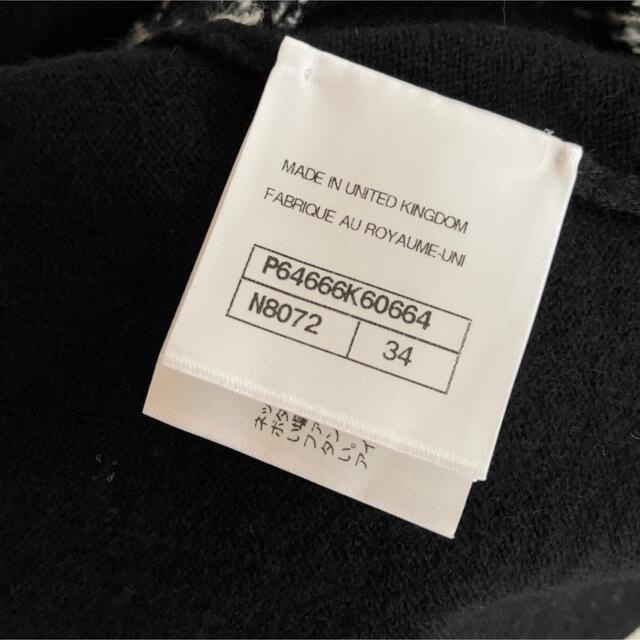 MADE IN UNITED KINGDOM
FABRIQUE AU ROYAUME-UNI
P64666K60664
N8072 34